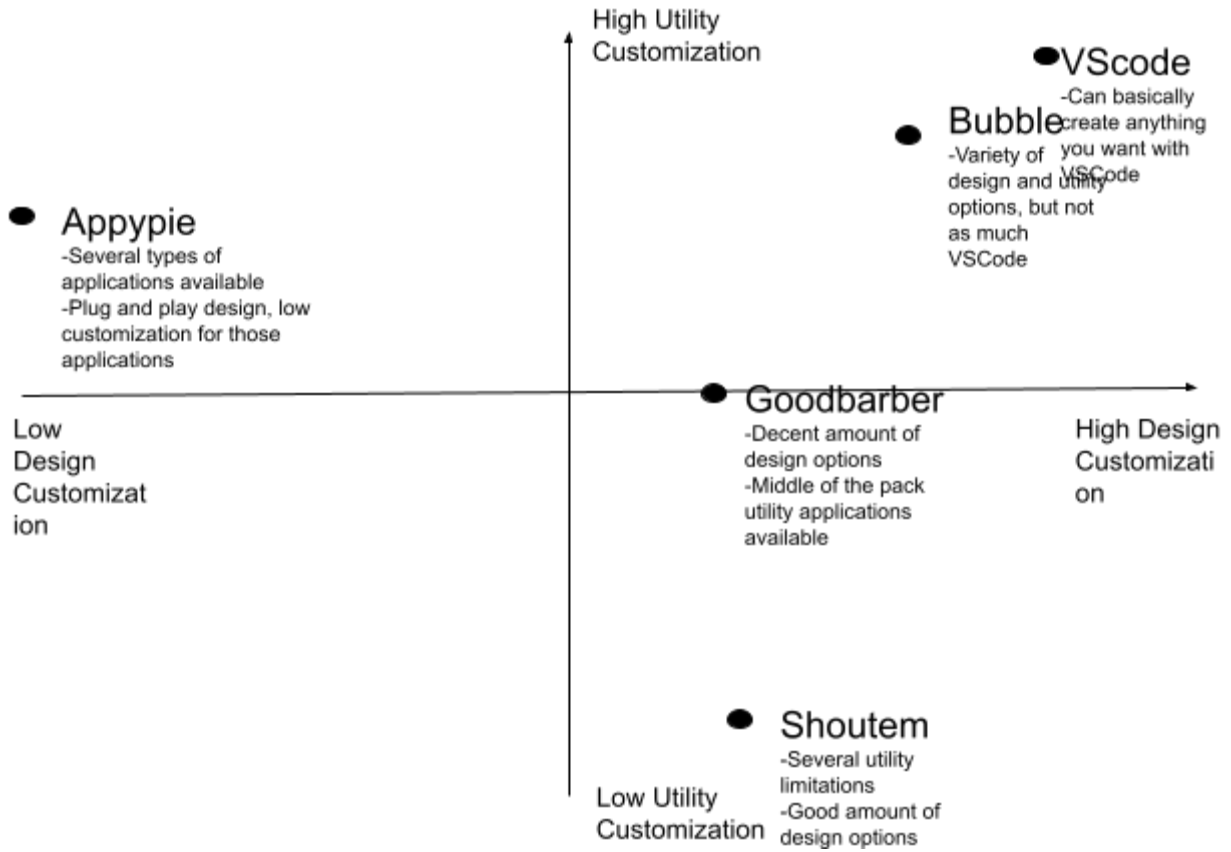 High Utility
Customization
VScode
-Can basically
create anything
you want with
VSCode
Bubble
-Variety of
design and utility
options, but not
as much
VSCode
Appypie
-Several types of
applications available
-Plug and play design, low
customization for those
applications
Low
Design
Customizat
ion
Goodbarber
-Decent amount of
design options
-Middle of the pack
utility applications
available
High Design
Customizati
on
Shoutem
-Several utility
limitations
-Good amount of
design options
Low Utility
Customization